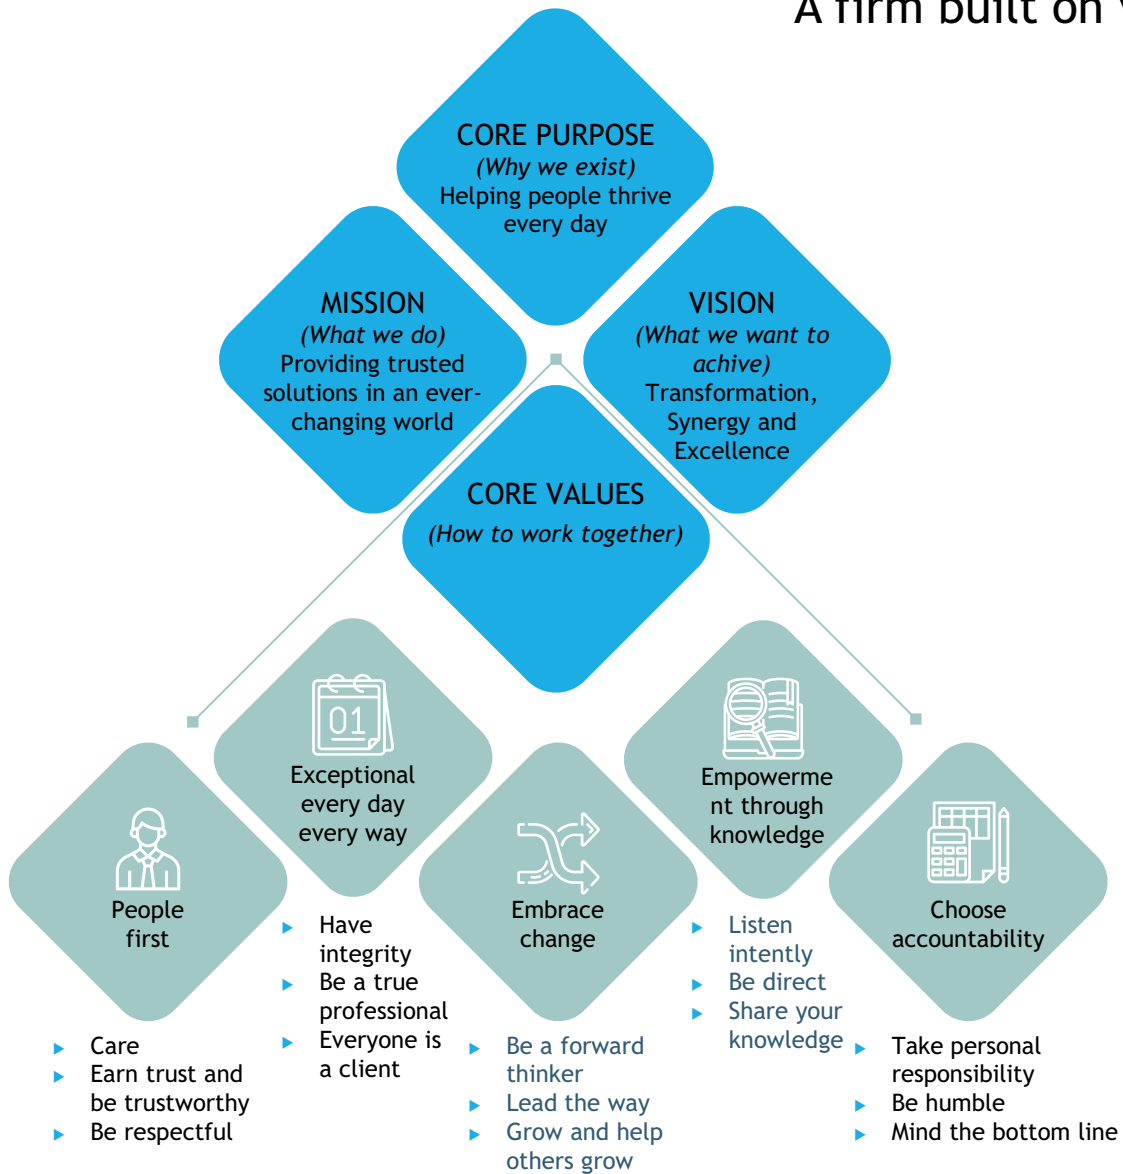 A firm built on
CORE PURPOSE
(Why we exist)
Helping people thrive
every day
MISSION
(What we do)
Providing trusted
solutions in an ever-
changing world
VISION
(What we want to
achive)
Transformation,
Synergy and
Excellence
CORE VALUES
(How to work together)
01
Exceptional
every day
every way
Empowerme
nt through
knowledge
People
first
Embrace
change
Choose
accountability
▶ Have
integrity
▶ Be a true
professional
▶ Everyone is
a client
▶ Listen
intently
▶ Be direct
▶ Share your
knowledge
▶ Care
▶ Earn trust and
be trustworthy
▶ Be respectful
▶ Be a forward
thinker
▶ Lead the way
▶ Grow and help
others grow
▶ Take personal
responsibility
▶ Be humble
▶ Mind the bottom line